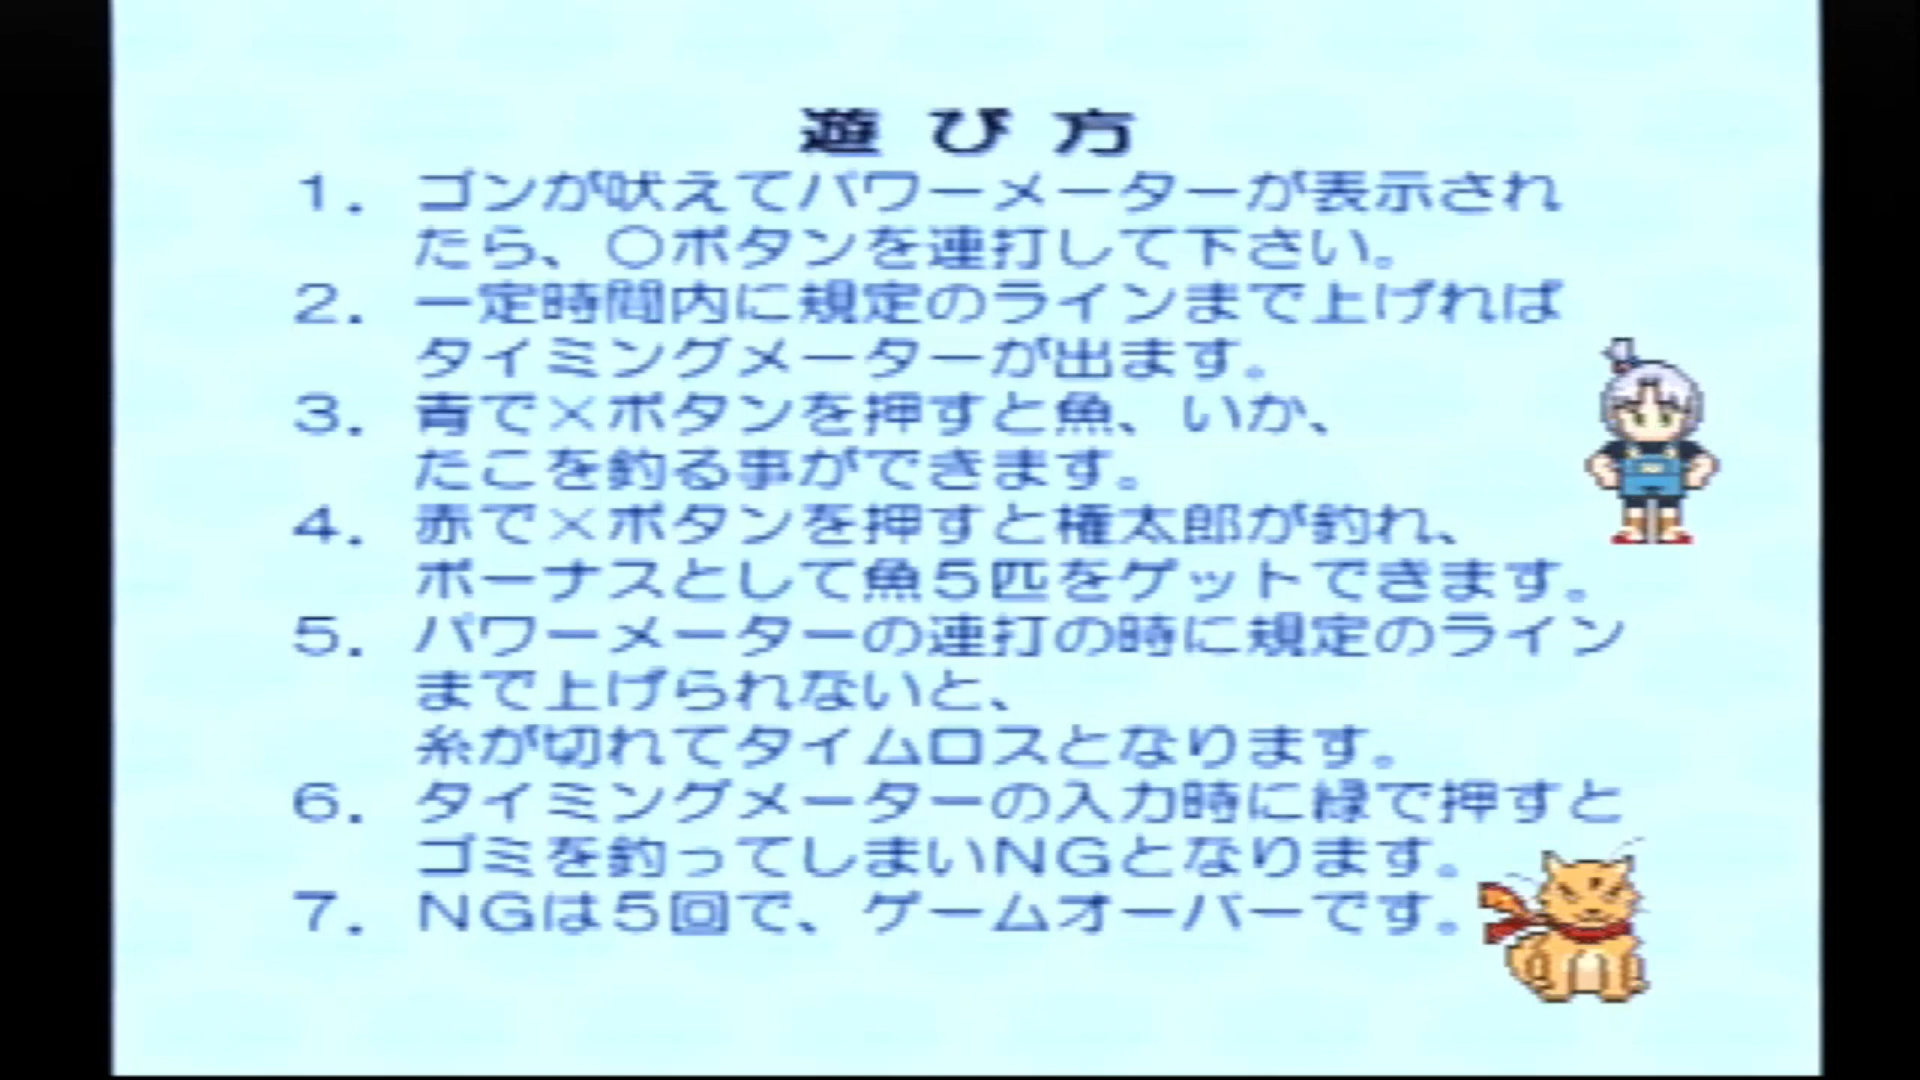 遊び方
1．ゴンが吠えてパワーメーターが表示され
たら、○ボタンを連打して下さい。
2．一定時間内に規定のラインまで上げれば
タイミングメーターが出ます。
3．青で×ボタンを押すと魚、いか、
たこを釣る事ができます。
4．赤で×ボタンを押すと権太郎が釣れ、
ボーナスとして魚5匹をゲットできます。
5．パワーメーターの連打の時に規定のライン
まで上げられないと、
糸が切れてタイムロスとなります。
6．タイミングメーターの入力時に緑で押すと
ゴミを釣ってしまいNGとなります。
7．NGは5回で、ゲームオーバーです。